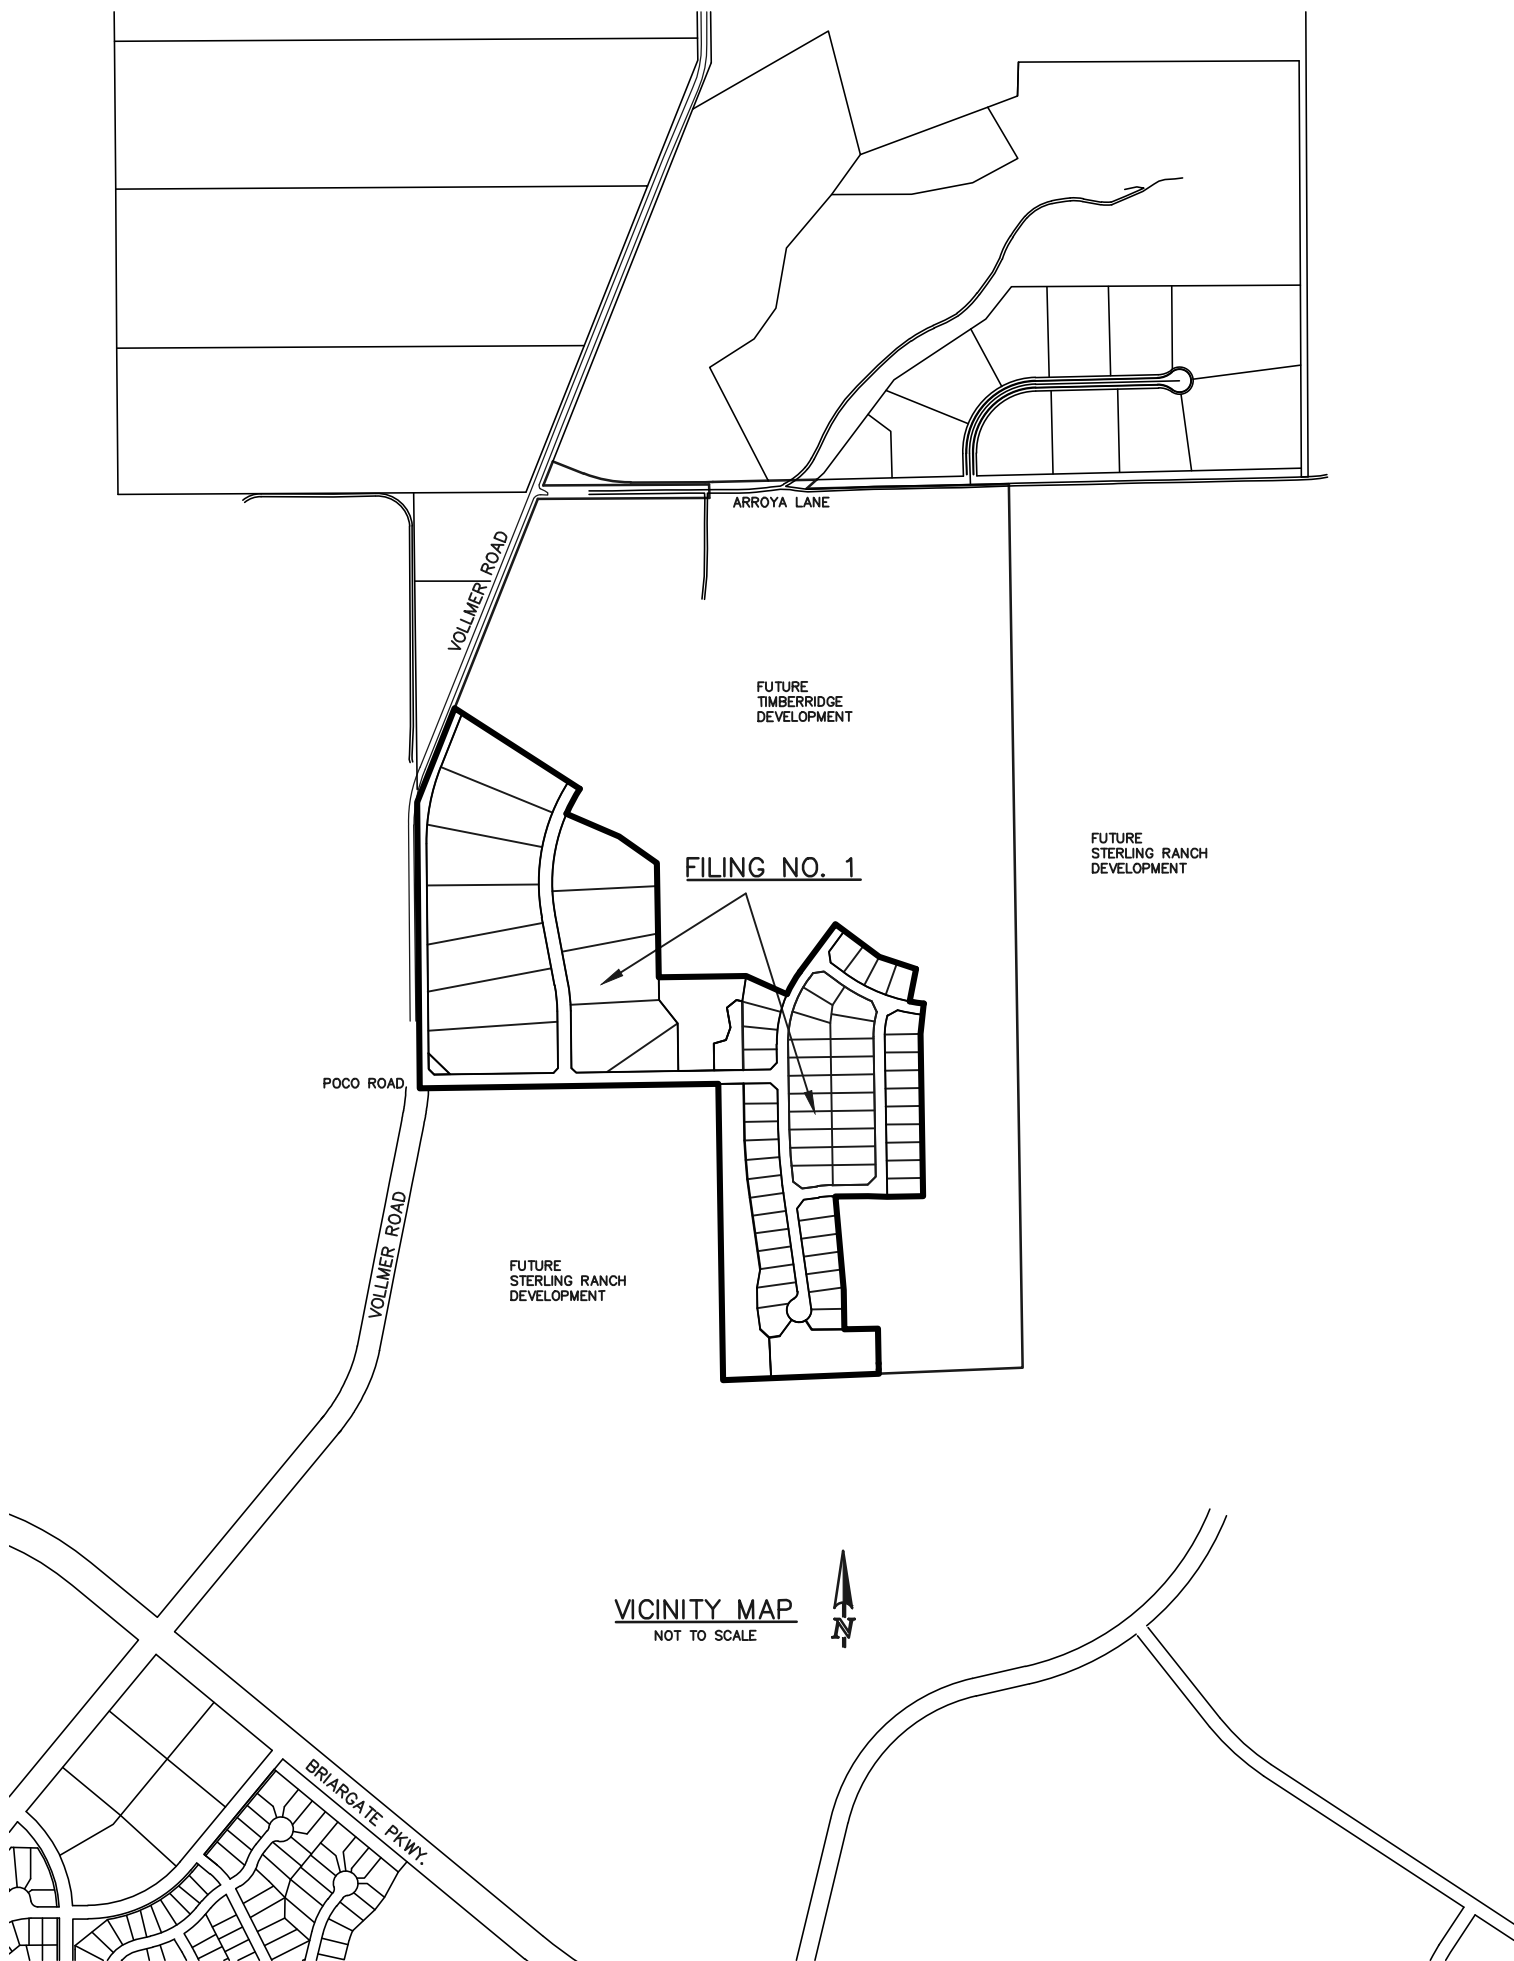 ARROYA LANE
VOLLMER ROAD
FUTURE
TIMBERRIDGE
DEVELOPMENT
FUTURE
STERLING RANCH
DEVELOPMENT
FILING NO. 1
POCO ROAD
VOLLMER ROAD
FUTURE
STERLING RANCH
DEVELOPMENT
VICINITY MAP
NOT TO SCALE
N
BRIARGATE PKWY.